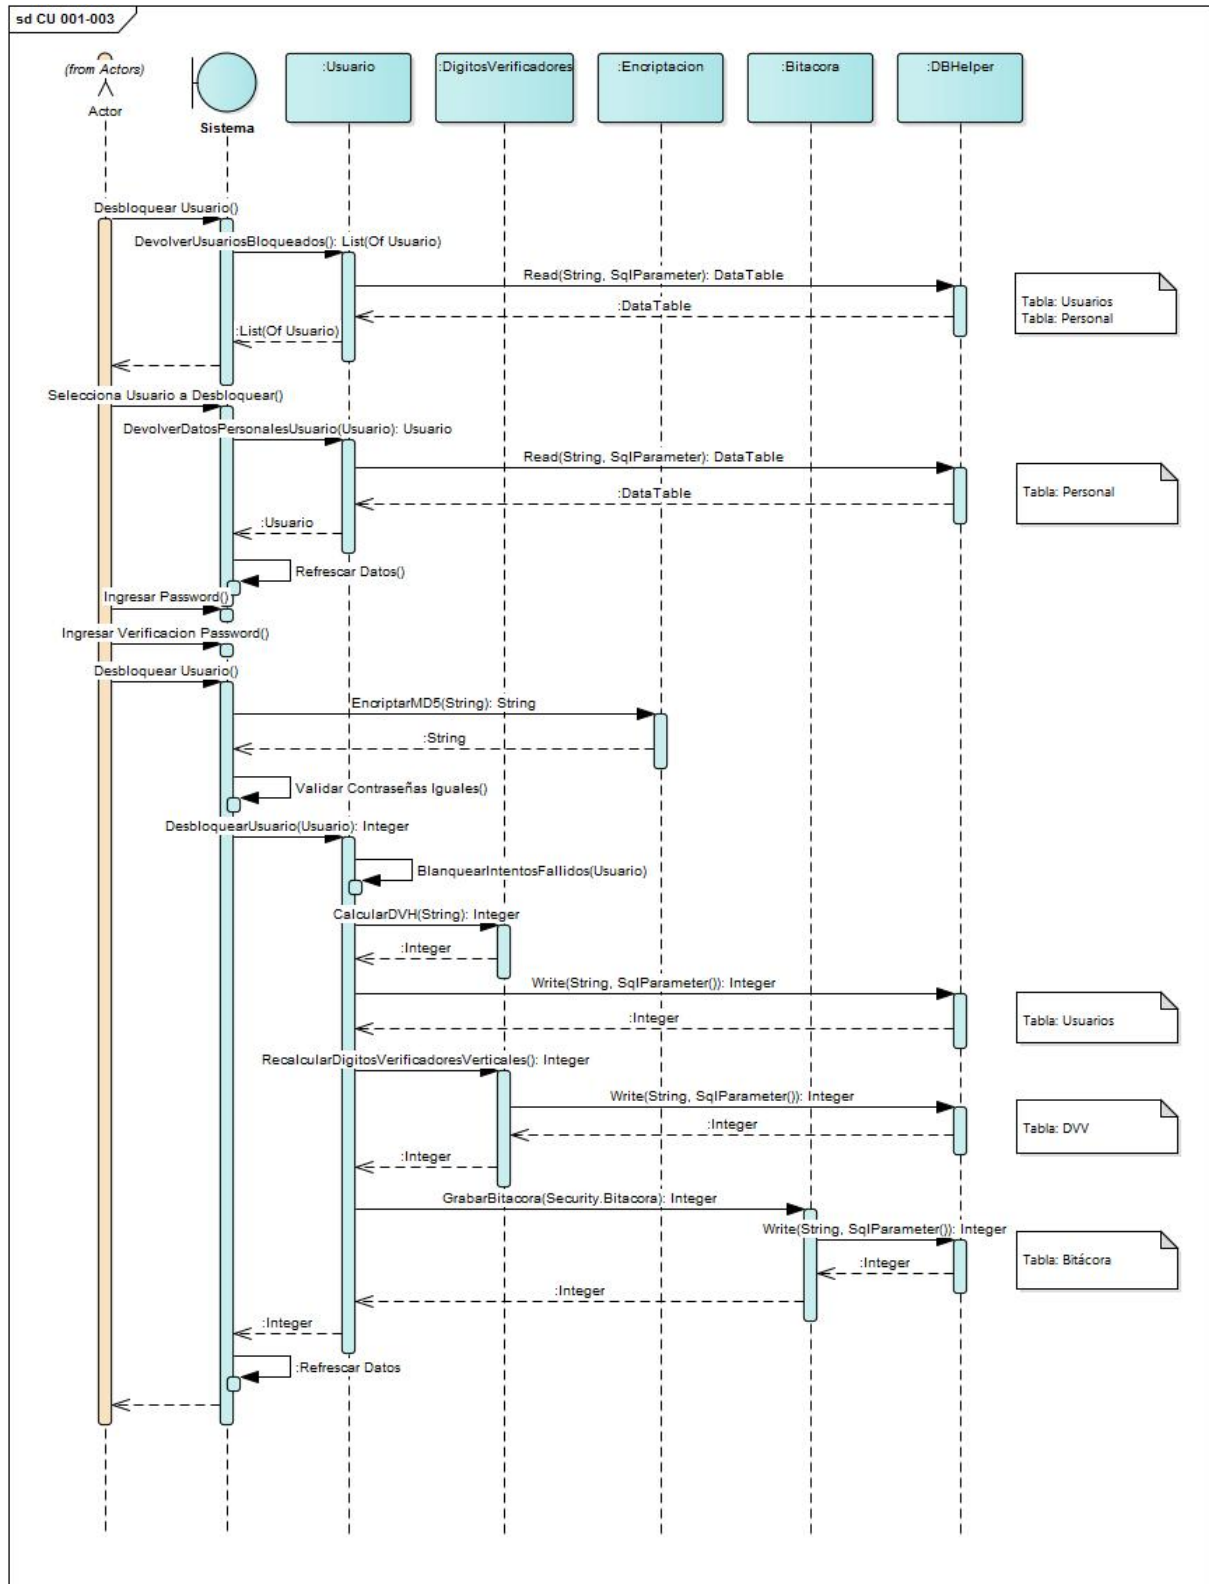 sd CU 001-003
(from Actors)
Actor
Sistema
:Usuario
:DigitosVerificadores
:Encriptacion
:Bitacora
:DBHelper
Desbloquear Usuario()
DevolverUsuariosBloqueados(): List(Of Usuario)
Read(String, SqlParameter): DataTable
Tabla: Usuarios
Tabla: Personal
:DataTable
:List(Of Usuario)
Selecciona Usuario a Desbloquear()
DevolverDatosPersonalesUsuario(Usuario): Usuario
Read(String, SqlParameter): DataTable
Tabla: Personal
:DataTable
:Usuario
Refrescar Datos()
Ingresar Password()
Ingresar Verificacion Password()
Desbloquear Usuario()
EncriptarMD5(String): String
:String
Validar Contraseñas Iguales()
DesbloquearUsuario(Usuario): Integer
BlanquearIntentosFallidos(Usuario)
CalcularDVH(String): Integer
:Integer
Write(String, SqlParameter()): Integer
:Integer
Tabla: Usuarios
RecalcularDigitosVerificadoresVerticales(): Integer
Write(String, SqlParameter()): Integer
:Integer
Tabla: DVV
:Integer
GrabarBitacora(Security.Bitacora): Integer
Write(String, SqlParameter()): Integer
:Integer
Tabla: Bitácora
:Integer
:Integer
:Refrescar Datos